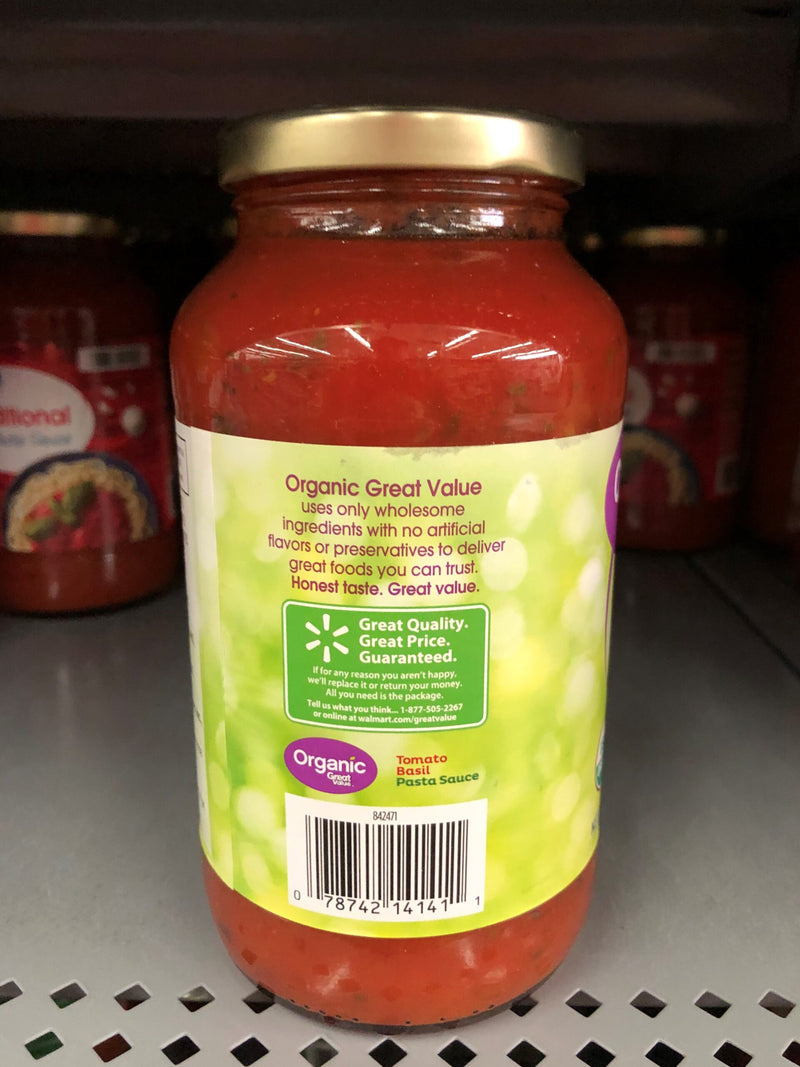 Organic Great Value
uses only wholesome
ingredients with no artificial
flavors or preservatives to deliver
great foods you can trust.
Honest taste. Great value.
Great Quality.
Great Price.
Guaranteed.
If for any reason you aren't happy,
we'll replace it or return your money.
All you need is the package.
Tell us what you think... 1-877-505-2267
or online at walmart.com/greatvalue
Organic
Great
Value.
Tomato
Basil
Pasta Sauce
842471
0 78742 14141 1